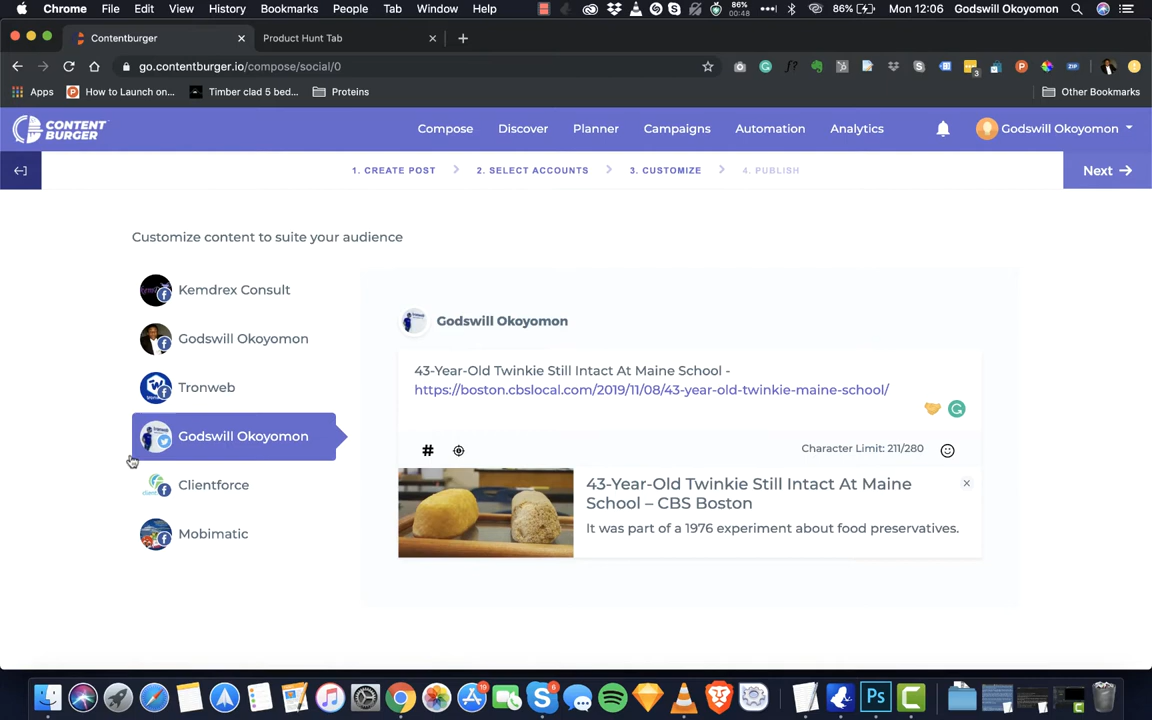 Chrome File Edit View History Bookmarks People Tab Window Help 86% 00:48 86% Mon 12:06 Godswill Okoyomon
Contentburger Product Hunt Tab
go.contentburger.io/compose/social/0
Apps How to Launch on... Timber clad 5 bed... Proteins Other Bookmarks
CONTENT BURGER Compose Discover Planner Campaigns Automation Analytics Godswill Okoyomon
1. CREATE POST 2. SELECT ACCOUNTS 3. CUSTOMIZE 4. PUBLISH Next
Customize content to suite your audience
Kemdrex Consult
Godswill Okoyomon
Tronweb
Godswill Okoyomon
Clientforce
Mobimatic
Godswill Okoyomon
43-Year-Old Twinkie Still Intact At Maine School -
https://boston.cbslocal.com/2019/11/08/43-year-old-twinkie-maine-school/
# Character Limit: 211/280
43-Year-Old Twinkie Still Intact At Maine
School – CBS Boston
It was part of a 1976 experiment about food preservatives.